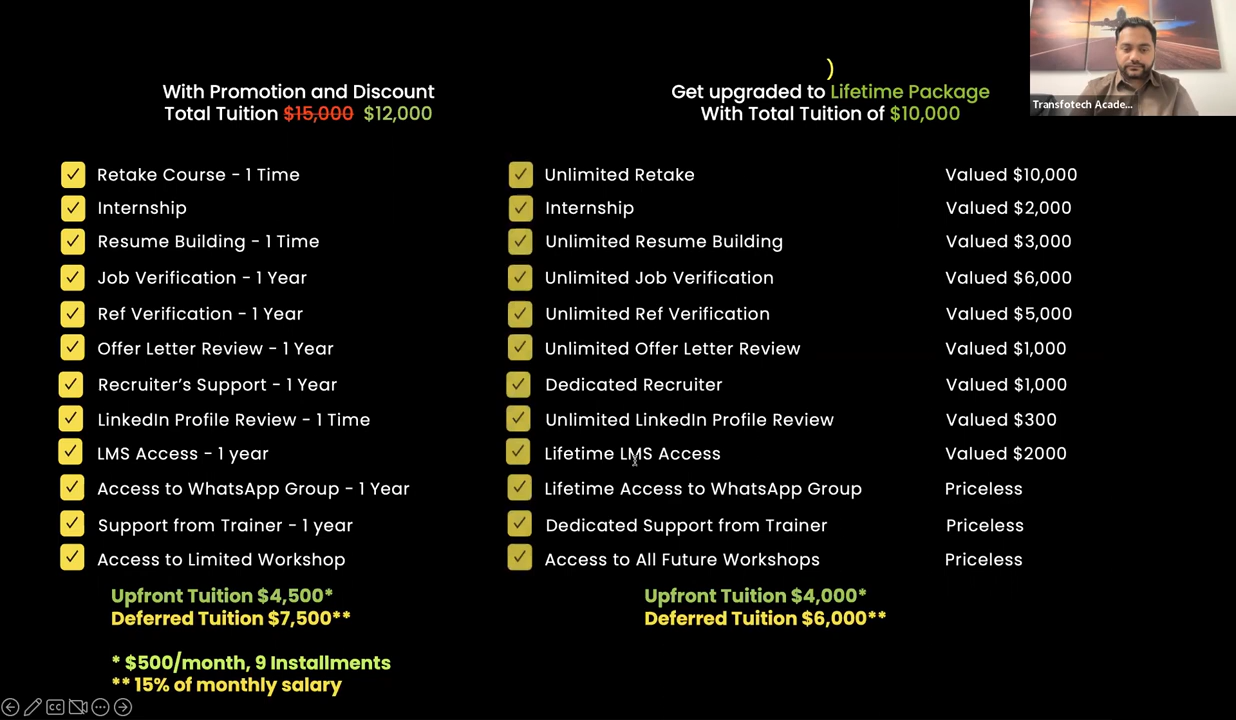 With Promotion and Discount
Total Tuition $15,000 $12,000
Retake Course - 1 Time
Internship
Resume Building - 1 Time
Job Verification - 1 Year
Ref Verification - 1 Year
Offer Letter Review - 1 Year
Recruiter's Support - 1 Year
LinkedIn Profile Review - 1 Time
LMS Access - 1 year
Access to WhatsApp Group - 1 Year
Support from Trainer - 1 year
Access to Limited Workshop
Upfront Tuition $4,500*
Deferred Tuition $7,500**
* $500/month, 9 Installments
** 15% of monthly salary
)
Get upgraded to Lifetime Package
With Total Tuition of $10,000
Unlimited Retake Valued $10,000
Internship Valued $2,000
Unlimited Resume Building Valued $3,000
Unlimited Job Verification Valued $6,000
Unlimited Ref Verification Valued $5,000
Unlimited Offer Letter Review Valued $1,000
Dedicated Recruiter Valued $1,000
Unlimited LinkedIn Profile Review Valued $300
Lifetime LMS Access Valued $2000
Lifetime Access to WhatsApp Group Priceless
Dedicated Support from Trainer Priceless
Access to All Future Workshops Priceless
Upfront Tuition $4,000*
Deferred Tuition $6,000**
Transfotech Acade...
CC